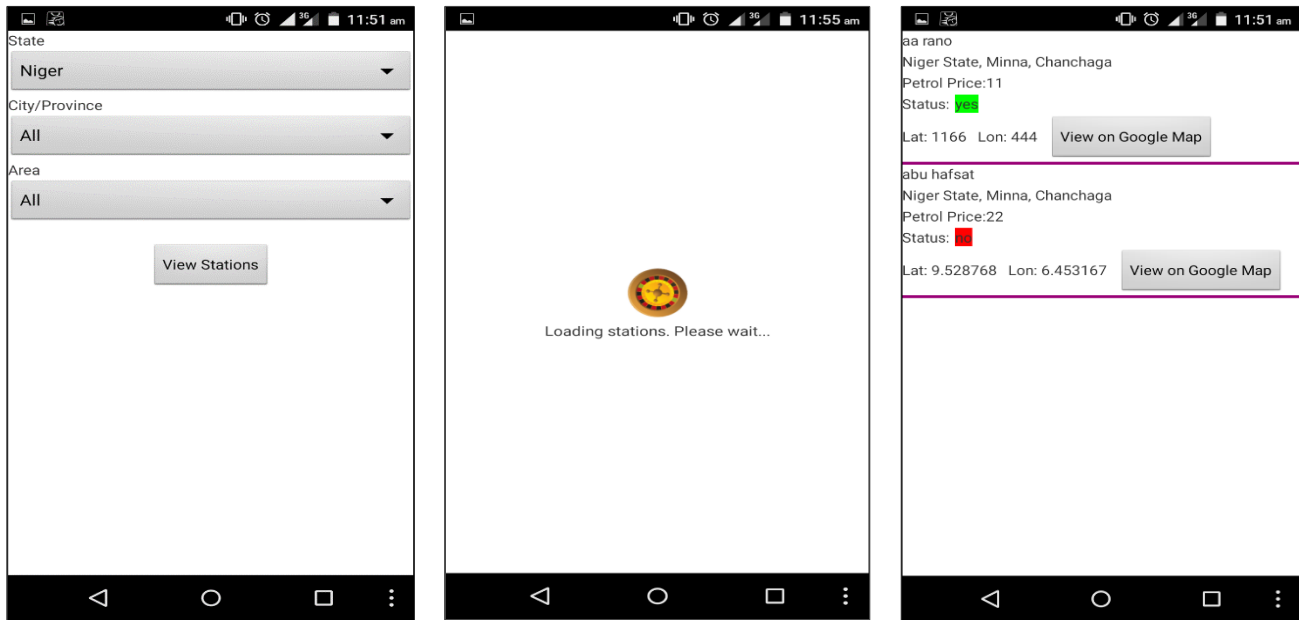 3G 11:51 am
State
Niger
City/Province
All
Area
All
View Stations
3G 11:55 am
Loading stations. Please wait...
3G 11:51 am
aa rano
Niger State, Minna, Chanchaga
Petrol Price:11
Status: yes
Lat: 1166 Lon: 444 View on Google Map
abu hafsat
Niger State, Minna, Chanchaga
Petrol Price:22
Status: no
Lat: 9.528768 Lon: 6.453167 View on Google Map